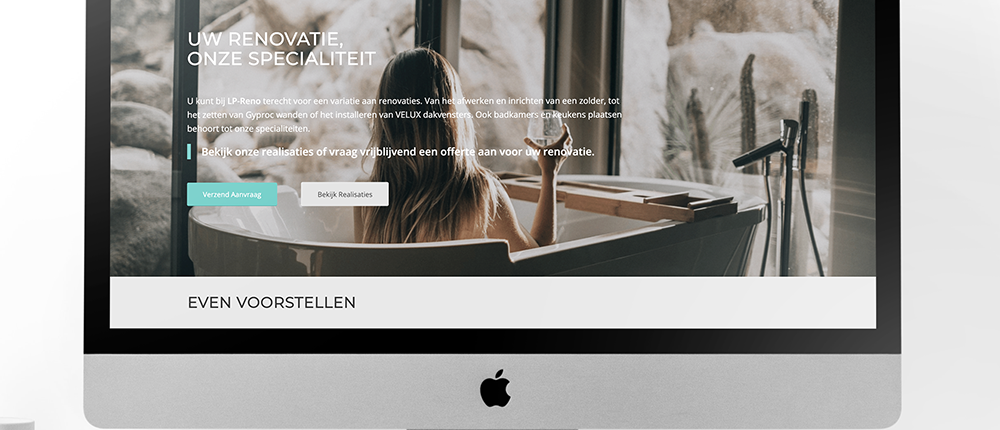 UW RENOVATIE,
ONZE SPECIALITEIT
U kunt bij LP-Reno terecht voor een variatie aan renovaties. Van het afwerken en inrichten van een zolder, tot
het zetten van Gyproc wanden of het installeren van VELUX dakvensters. Ook badkamers en keukens plaatsen
behoort tot onze specialiteiten.
Bekijk onze realisaties of vraag vrijblijvend een offerte aan voor uw renovatie.
Verzend Aanvraag
Bekijk Realisaties
EVEN VOORSTELLEN